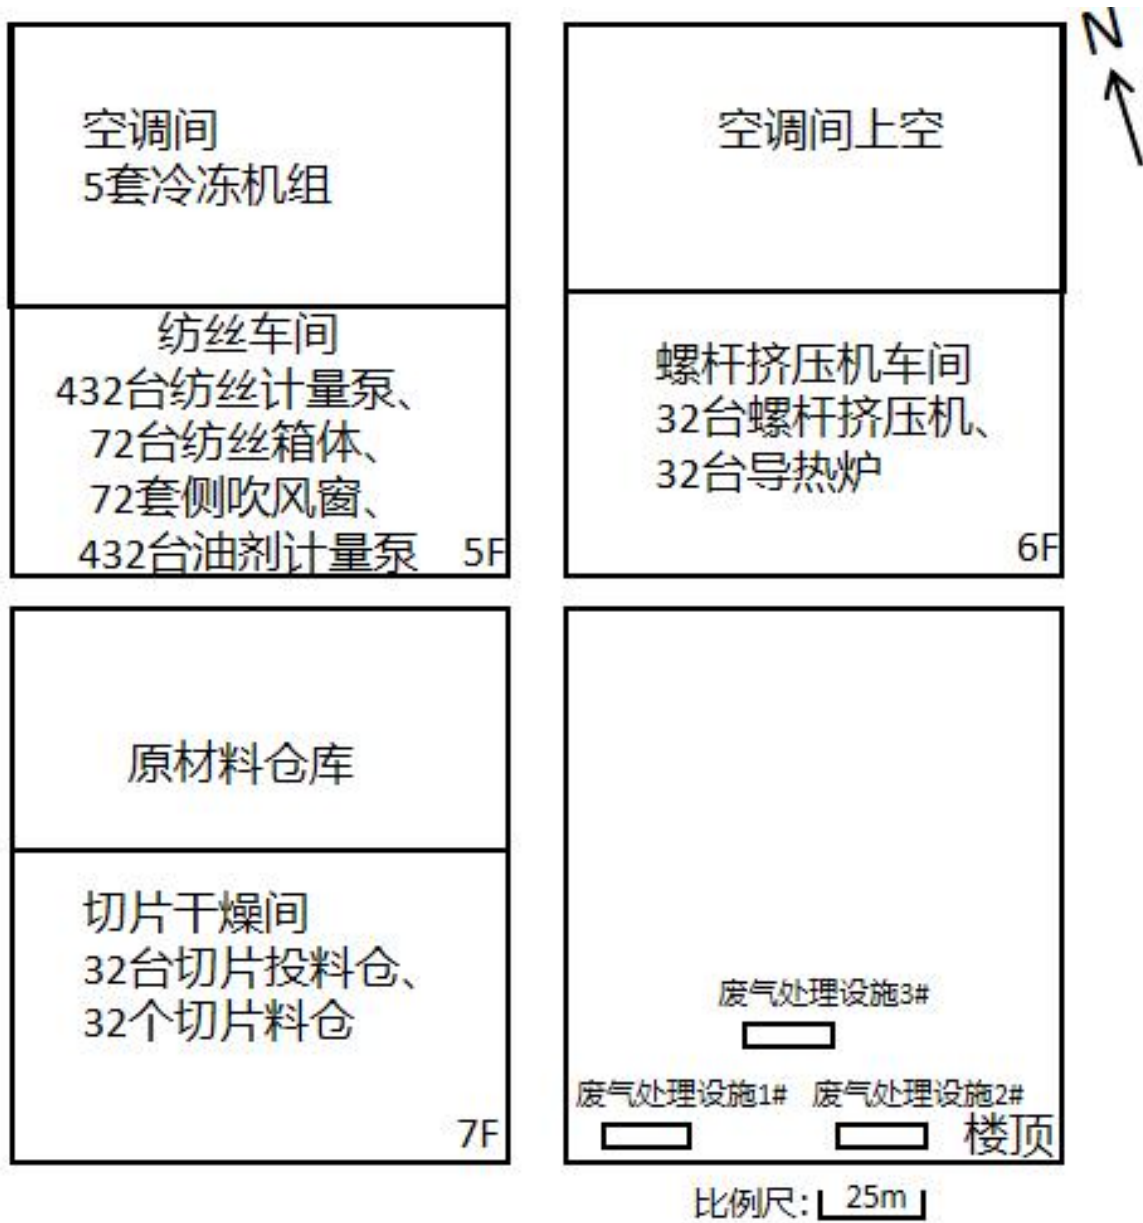 N
空调间
5套冷冻机组
纺丝车间
432台纺丝计量泵、
72台纺丝箱体、
72套侧吹风窗、
432台油剂计量泵
5F
空调间上空
螺杆挤压机车间
32台螺杆挤压机、
32台导热炉
6F
原材料仓库
切片干燥间
32台切片投料仓、
32个切片料仓
7F
废气处理设施3#
废气处理设施1#
废气处理设施2#
楼顶
比例尺: 25m